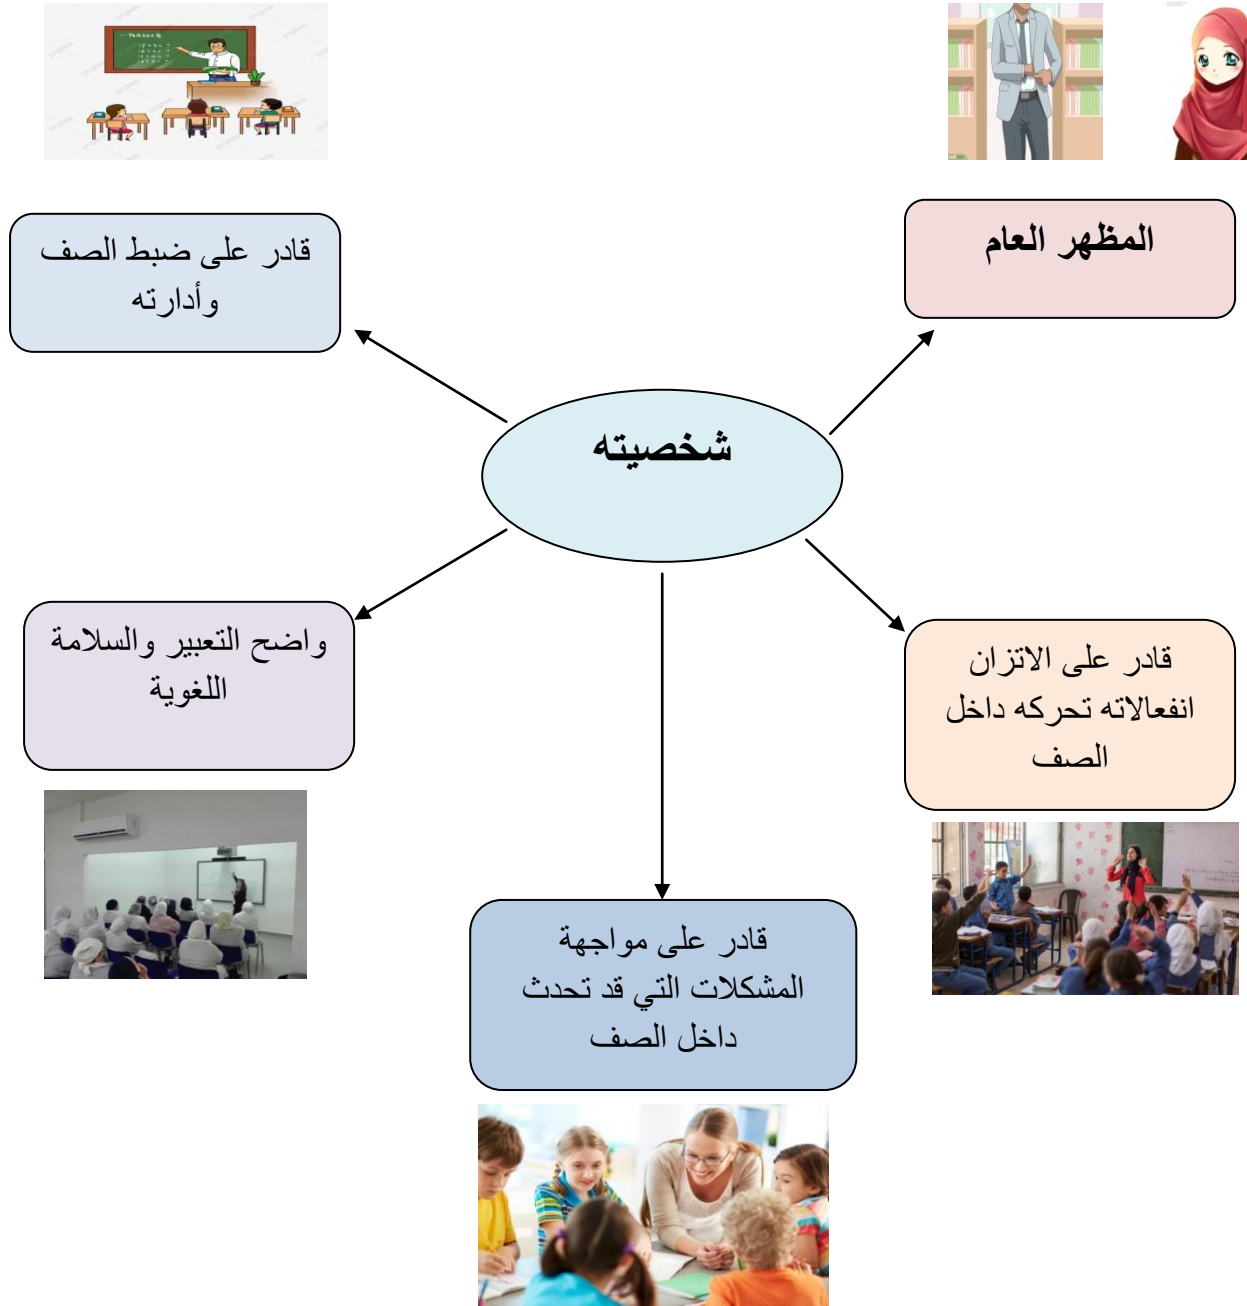 المظهر العام
قادر على ضبط الصف
وأدارته
شخصيته
واضح التعبير والسلامة
اللغوية
قادر على الاتزان
انفعالاته تحركه داخل
الصف
قادر على مواجهة
المشكلات التي قد تحدث
داخل الصف